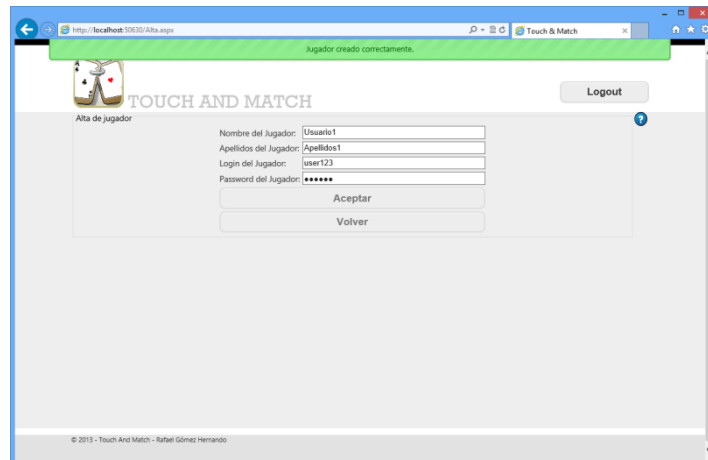 http://localhost:50630/Alta.aspx
Touch & Match
Jugador creado correctamente.
TOUCH AND MATCH
Logout
Alta de jugador
Nombre del Jugador: Usuario1
Apellidos del Jugador: Apellidos1
Login del Jugador: user123
Password del Jugador: ●●●●●●
Aceptar
Volver
© 2013 - Touch And Match - Rafael Gómez Hernando